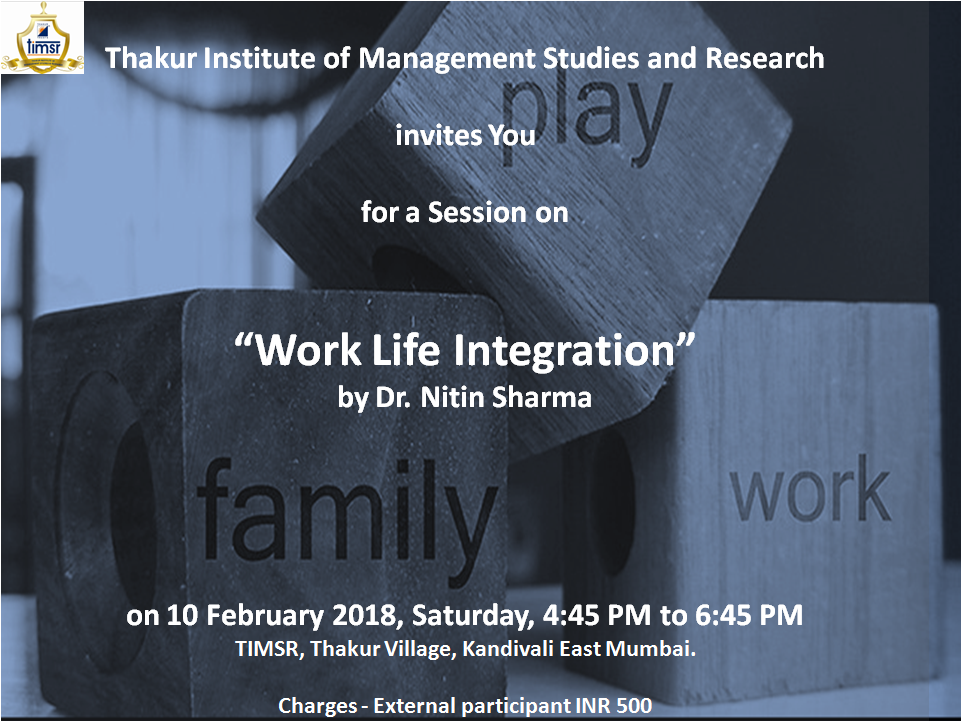 timsr
Thakur Institute of Management Studies and Research
play
invites You
for a Session on
“Work Life Integration”
by Dr. Nitin Sharma
family
work
on 10 February 2018, Saturday, 4:45 PM to 6:45 PM
TIMSR, Thakur Village, Kandivali East Mumbai.
Charges - External participant INR 500